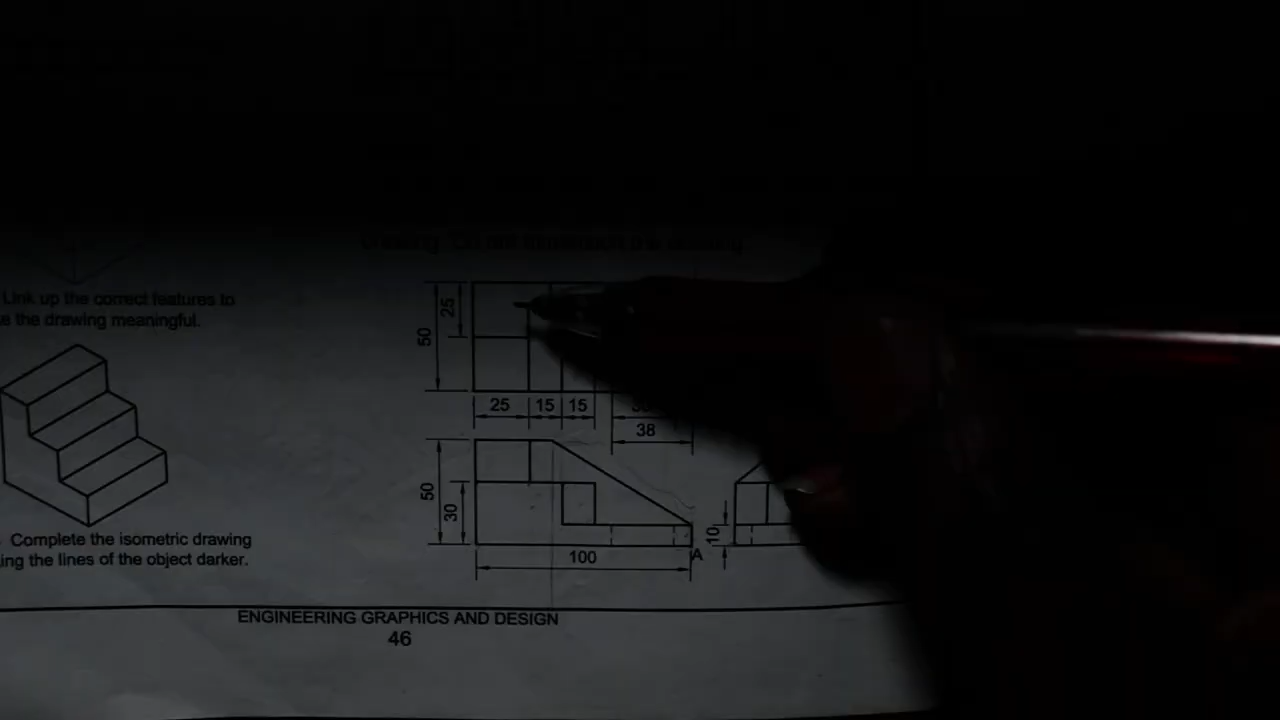 Link up the correct features to
e the drawing meaningful.
25
50
25 15 15
38
50
30
10
A
100
Complete the isometric drawing
ing the lines of the object darker.
ENGINEERING GRAPHICS AND DESIGN
46